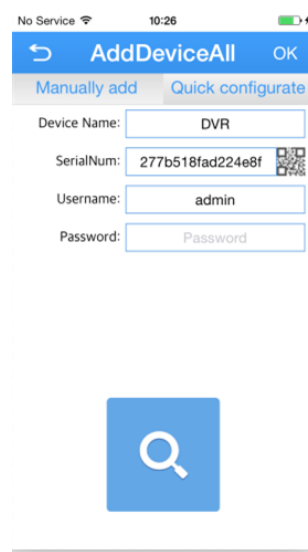 No Service 10:26
AddDeviceAll OK
Manually add Quick configurate
Device Name: DVR
SerialNum: 277b518fad224e8f
Username: admin
Password: Password